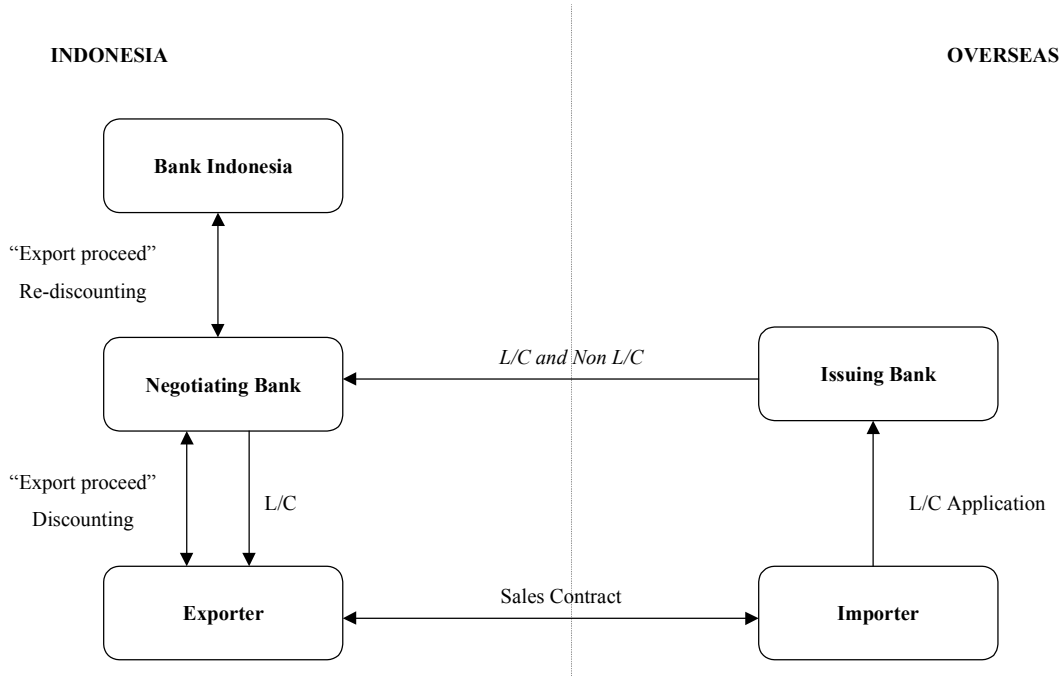 INDONESIA
OVERSEAS
Bank Indonesia
“Export proceed”
Re-discounting
L/C and Non L/C
Negotiating Bank
Issuing Bank
“Export proceed”
Discounting
L/C
L/C Application
Sales Contract
Exporter
Importer